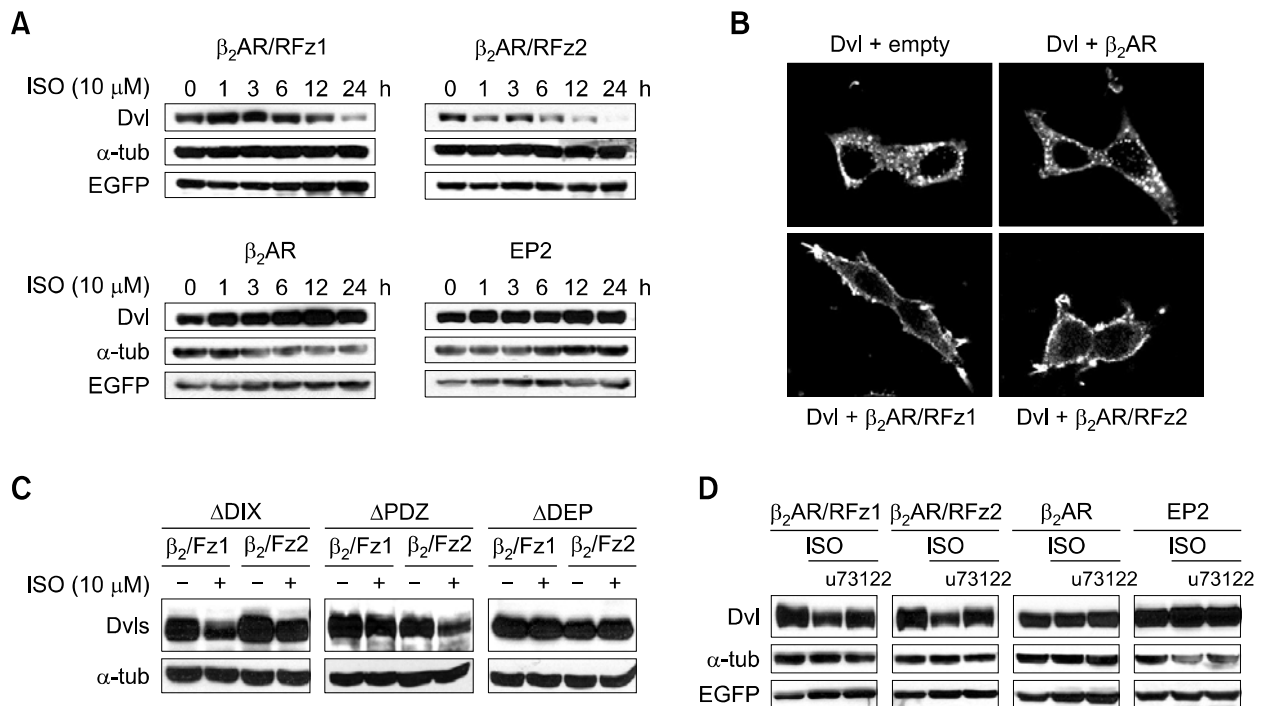 A
β₂AR/RFz1
β₂AR/RFz2
ISO (10 μM) 0 1 3 6 12 24 h 0 1 3 6 12 24 h
Dvl
α-tub
EGFP
β₂AR
EP2
ISO (10 μM) 0 1 3 6 12 24 h 0 1 3 6 12 24 h
Dvl
α-tub
EGFP
B
Dvl + empty
Dvl + β₂AR
Dvl + β₂AR/RFz1
Dvl + β₂AR/RFz2
C
ΔDIX ΔPDZ ΔDEP
β₂/Fz1 β₂/Fz2 β₂/Fz1 β₂/Fz2 β₂/Fz1 β₂/Fz2
ISO (10 μM) – + – + – + – + – + – +
Dvls
α-tub
D
β₂AR/RFz1 β₂AR/RFz2 β₂AR EP2
ISO ISO ISO ISO
u73122 u73122 u73122 u73122
Dvl
α-tub
EGFP